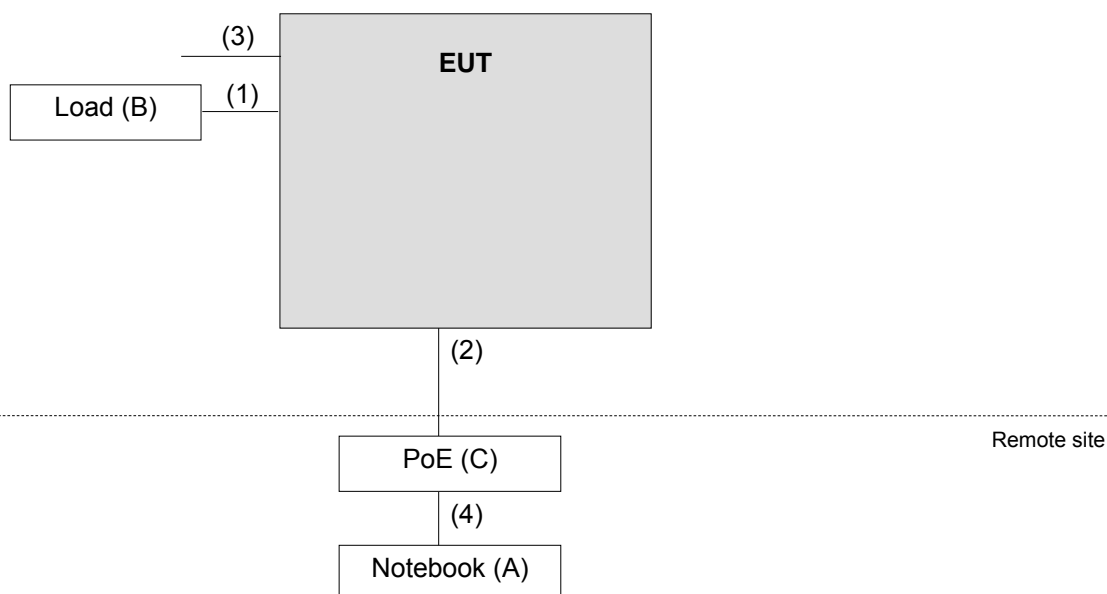 (3)
EUT
Load (B)
(1)
(2)
Remote site
PoE (C)
(4)
Notebook (A)